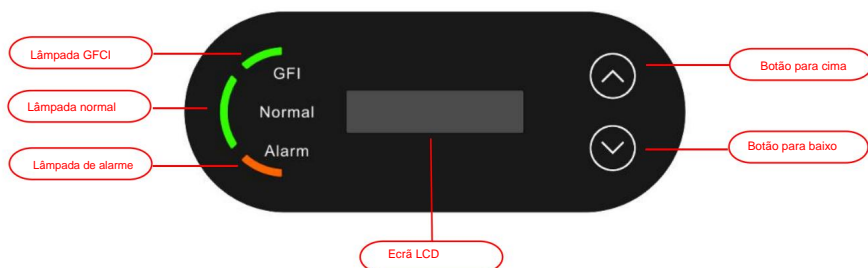 Lâmpada GFCI
GFI
Botão para cima
Lâmpada normal
Normal
Lâmpada de alarme
Alarm
Botão para baixo
Ecrã LCD